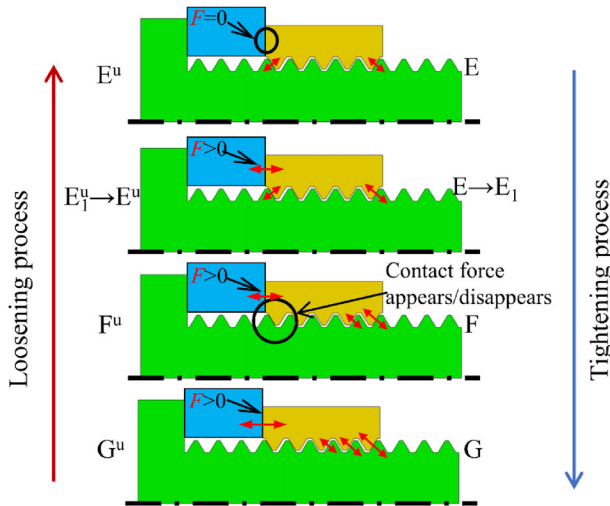 F=0
Eᵘ
E
F>0
E₁ᵘ→Eᵘ
E→E₁
Contact force
appears/disappears
F>0
Fᵘ
F
F>0
Gᵘ
G
Loosening process
Tightening process